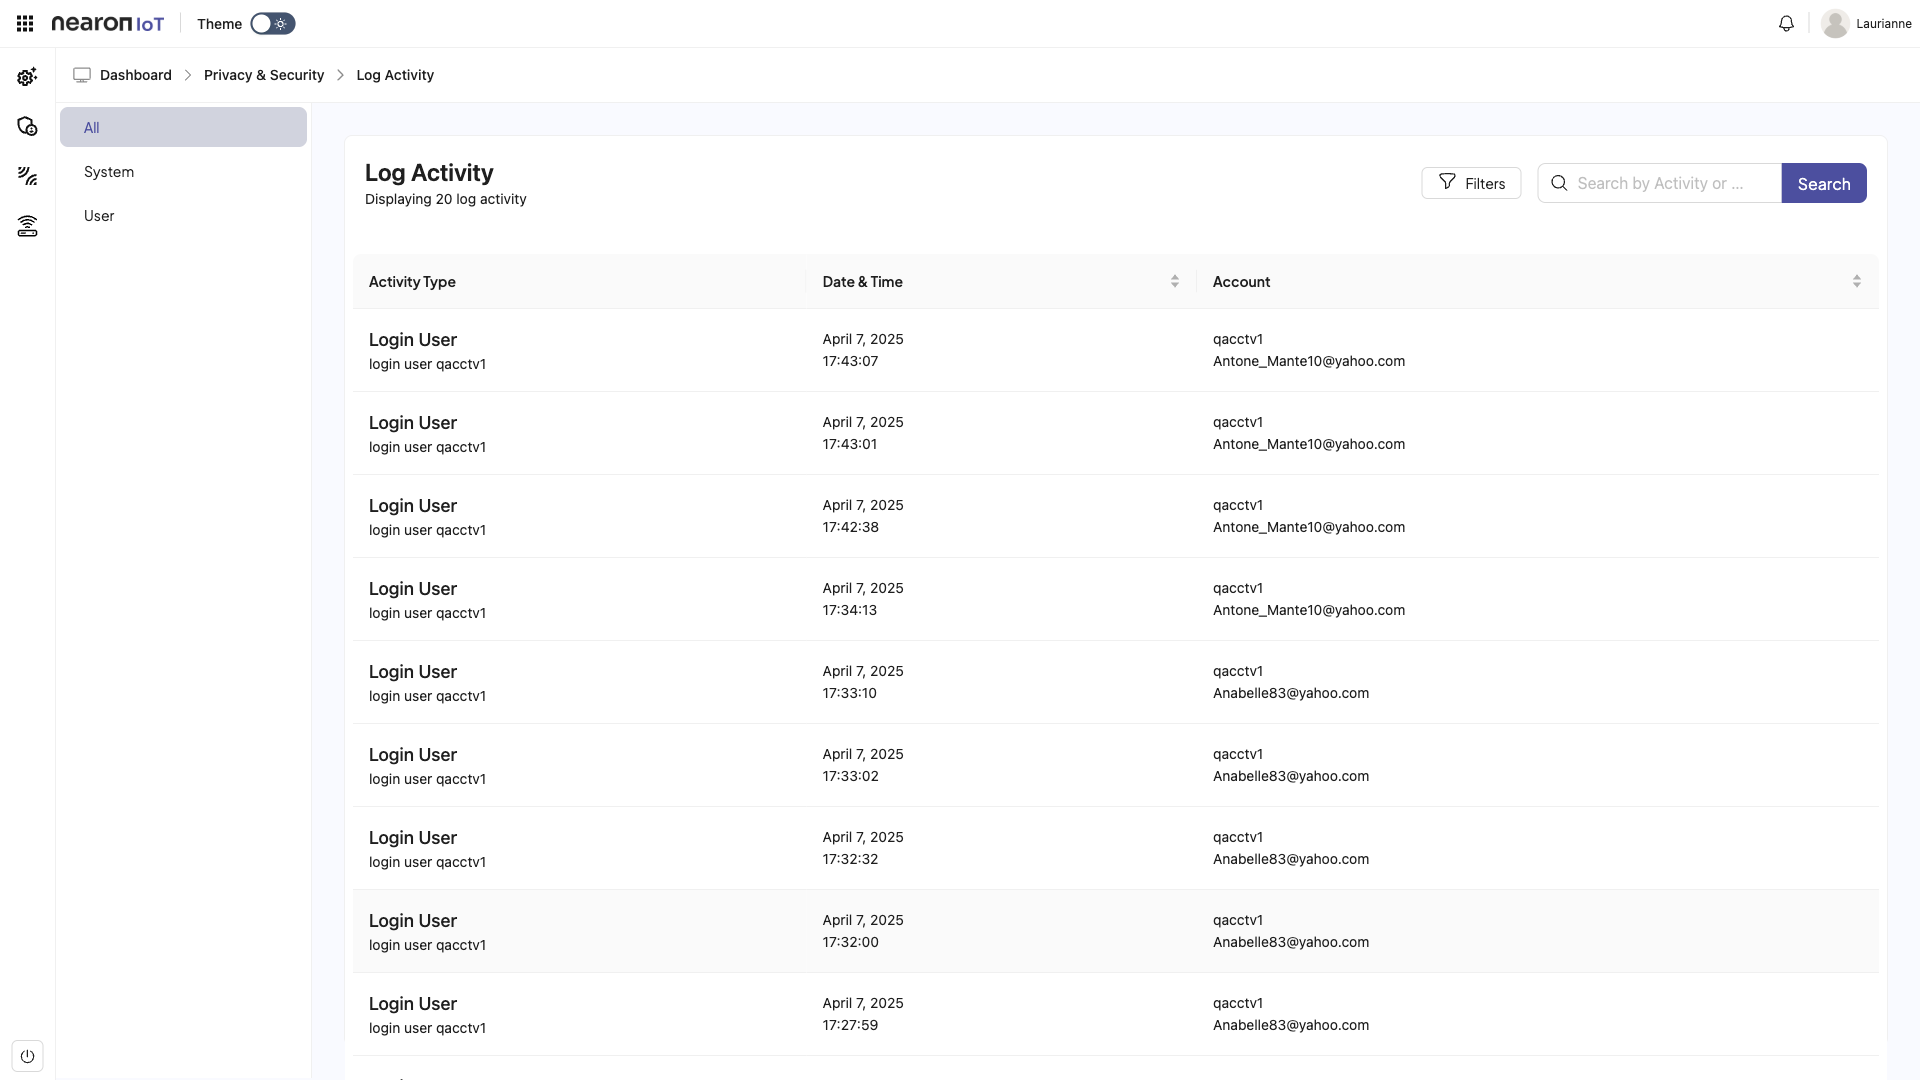 nearon IoT
Theme
Laurianne
Dashboard
Privacy & Security
Log Activity
All
System
User
Log Activity
Displaying 20 log activity
Filters
Search by Activity or ...
Search
Activity Type
Date & Time
Account
Login User
login user qacctv1
April 7, 2025
17:43:07
qacctv1
Antone_Mante10@yahoo.com
Login User
login user qacctv1
April 7, 2025
17:43:01
qacctv1
Antone_Mante10@yahoo.com
Login User
login user qacctv1
April 7, 2025
17:42:38
qacctv1
Antone_Mante10@yahoo.com
Login User
login user qacctv1
April 7, 2025
17:34:13
qacctv1
Antone_Mante10@yahoo.com
Login User
login user qacctv1
April 7, 2025
17:33:10
qacctv1
Anabelle83@yahoo.com
Login User
login user qacctv1
April 7, 2025
17:33:02
qacctv1
Anabelle83@yahoo.com
Login User
login user qacctv1
April 7, 2025
17:32:32
qacctv1
Anabelle83@yahoo.com
Login User
login user qacctv1
April 7, 2025
17:32:00
qacctv1
Anabelle83@yahoo.com
Login User
login user qacctv1
April 7, 2025
17:27:59
qacctv1
Anabelle83@yahoo.com